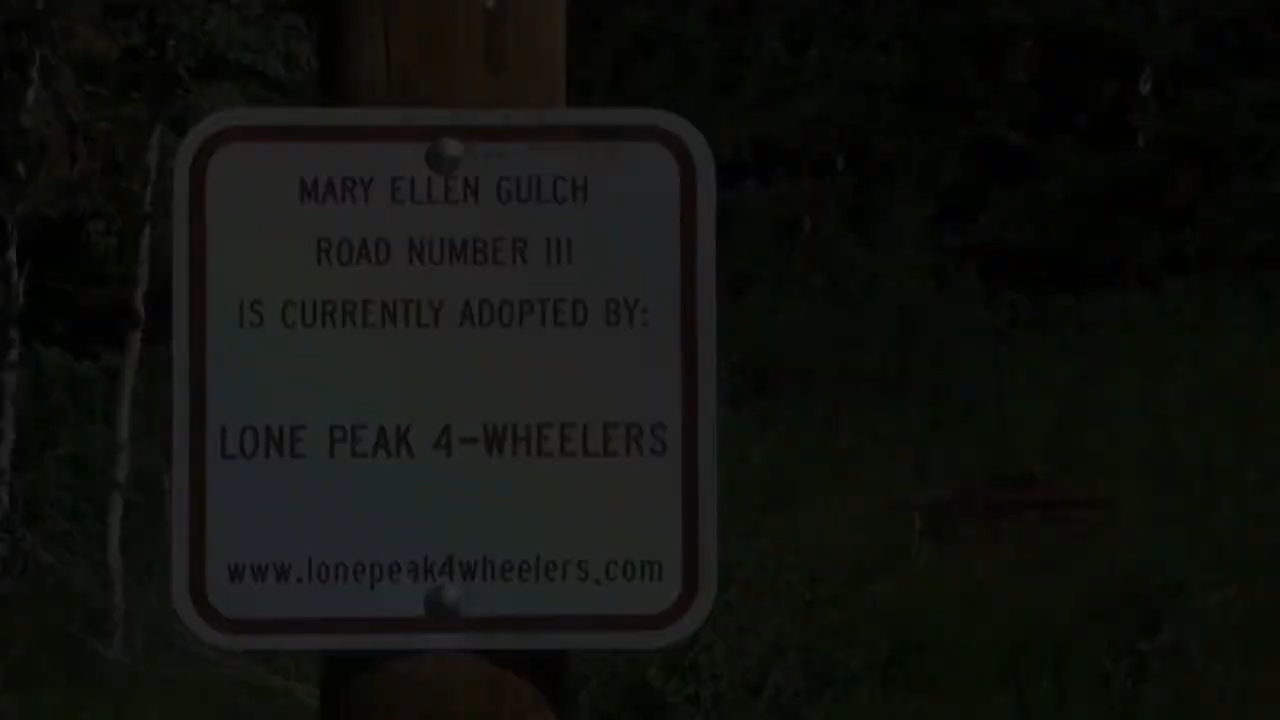 MARY ELLEN GULCH
ROAD NUMBER 111
IS CURRENTLY ADOPTED BY:
LONE PEAK 4-WHEELERS
www.lonepeak4wheelers.com